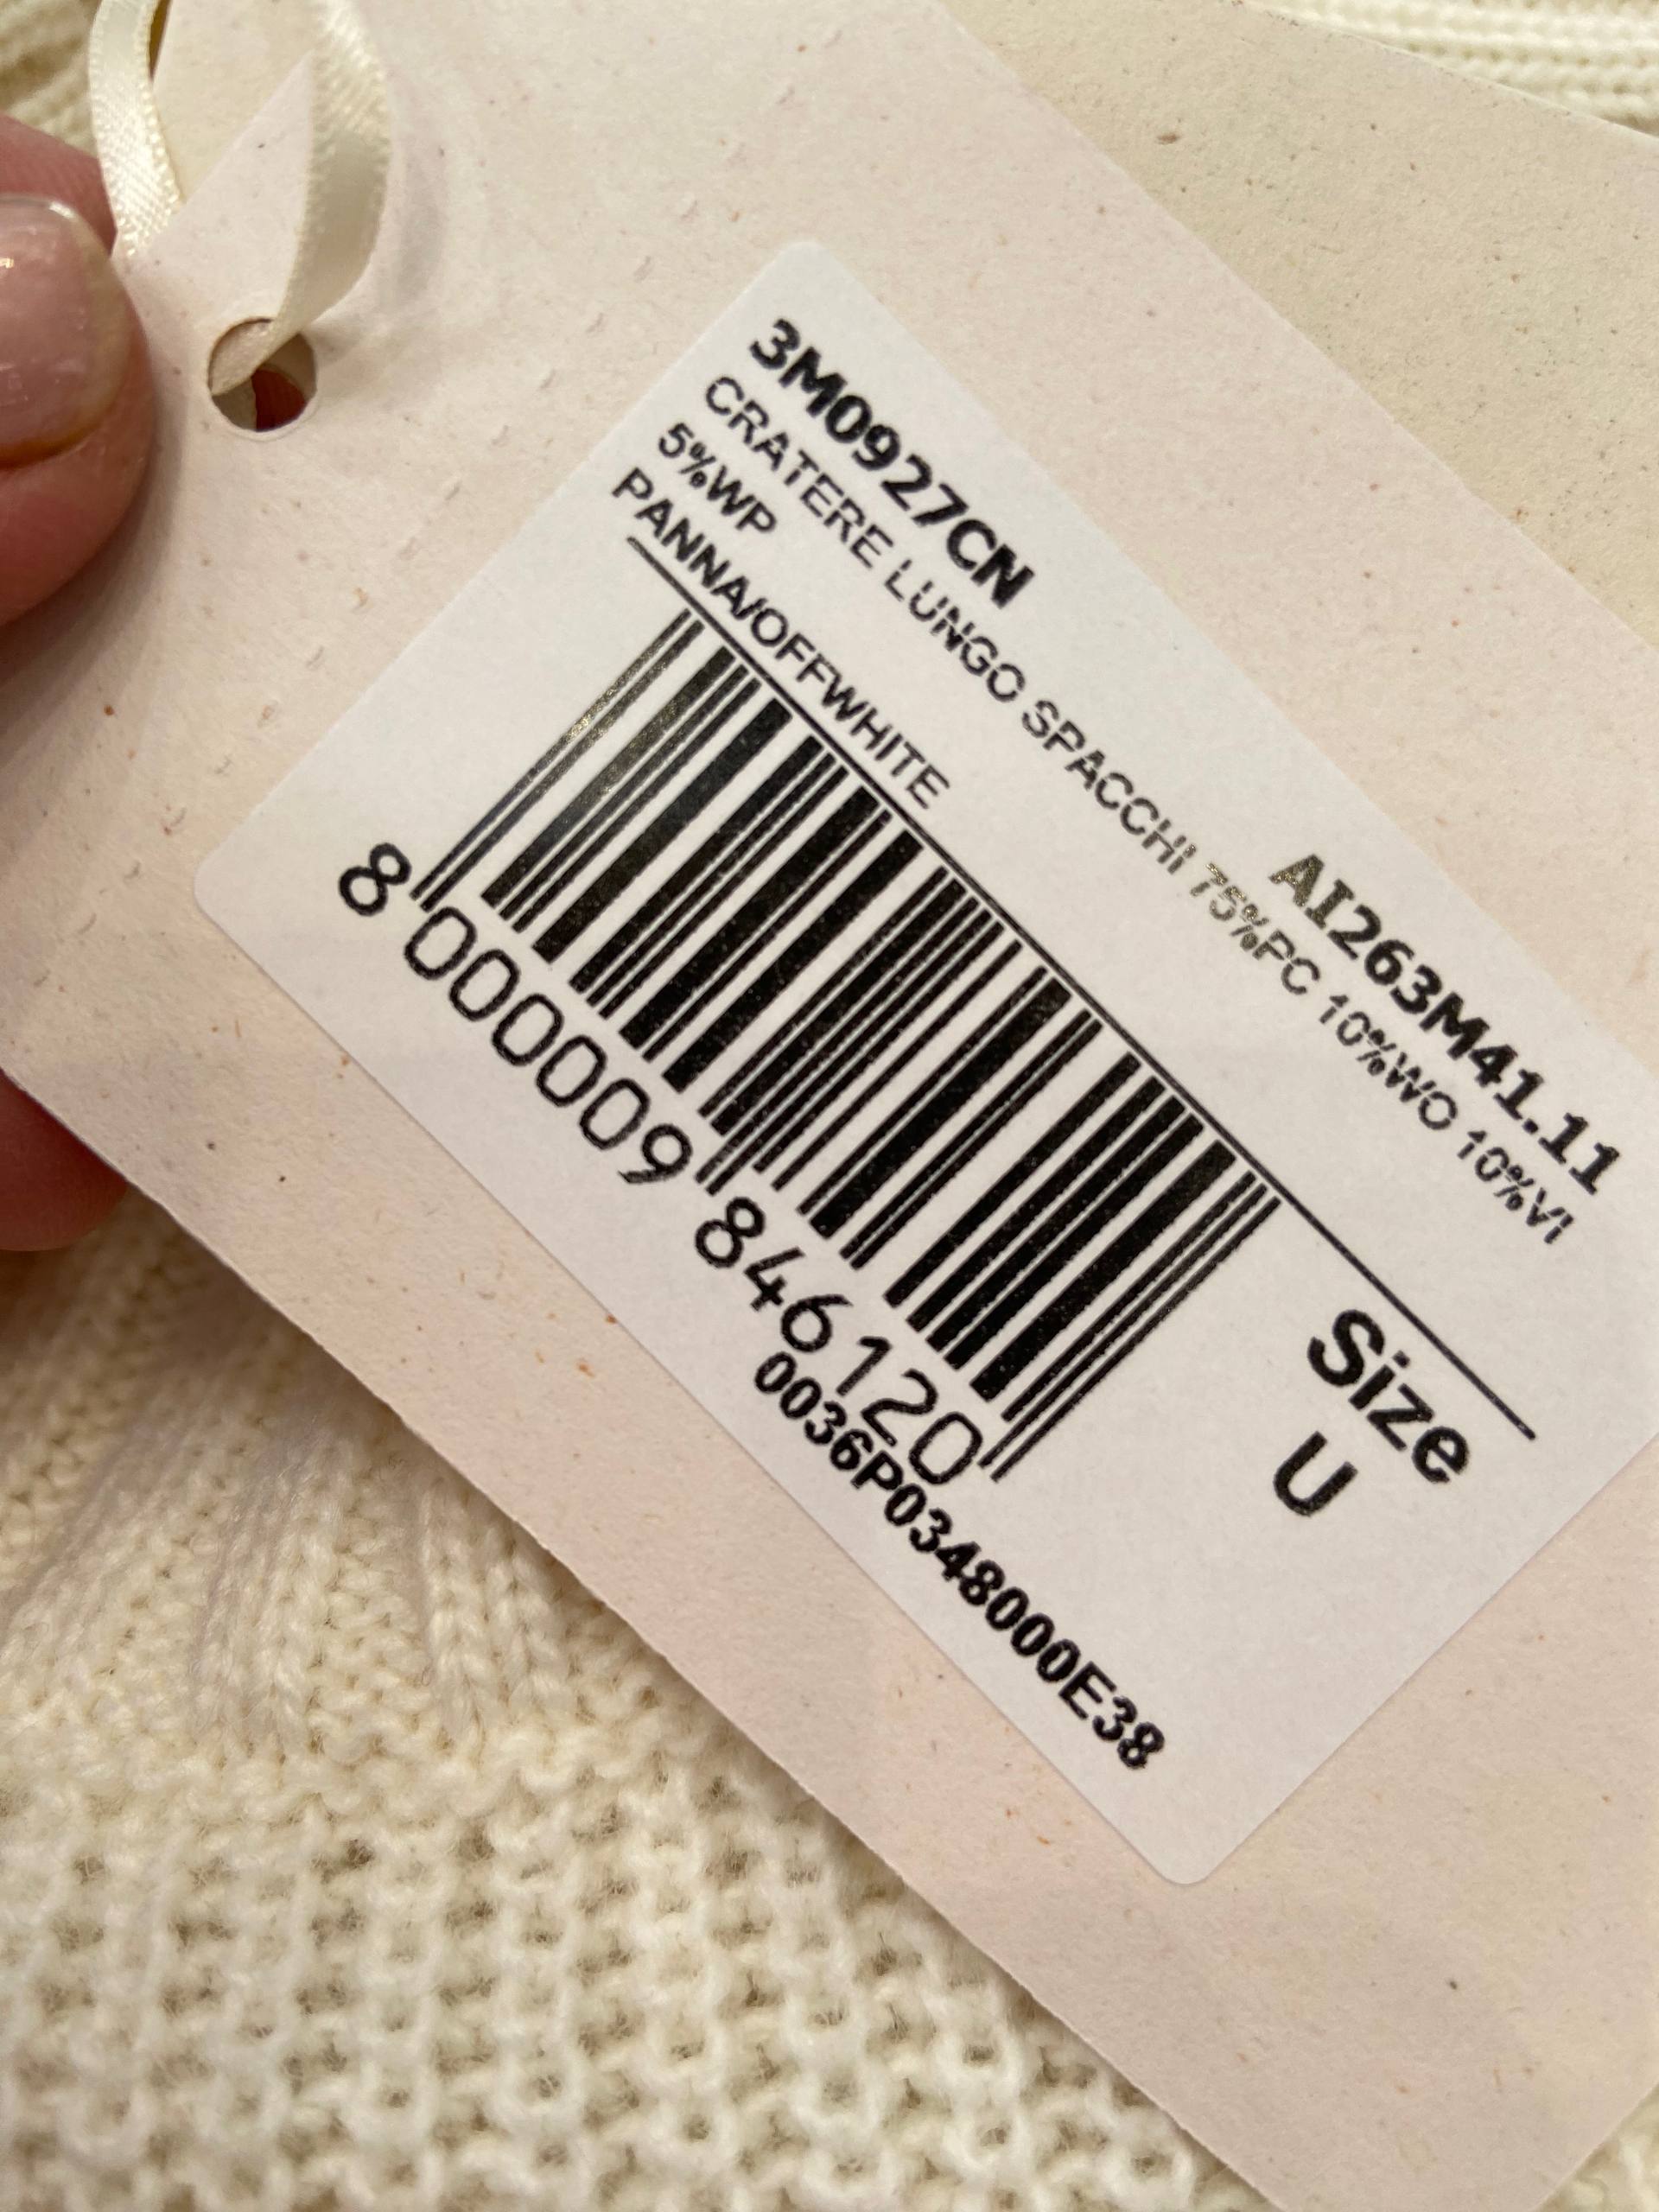 3M0927CN AI263M41.11
CRATERE LUNGO SPACCHI 75%PC 10%WO 10%VI
5%WP
PANNA/OFFWHITE
Size
U
8 000009 846120
0036P0348000E38